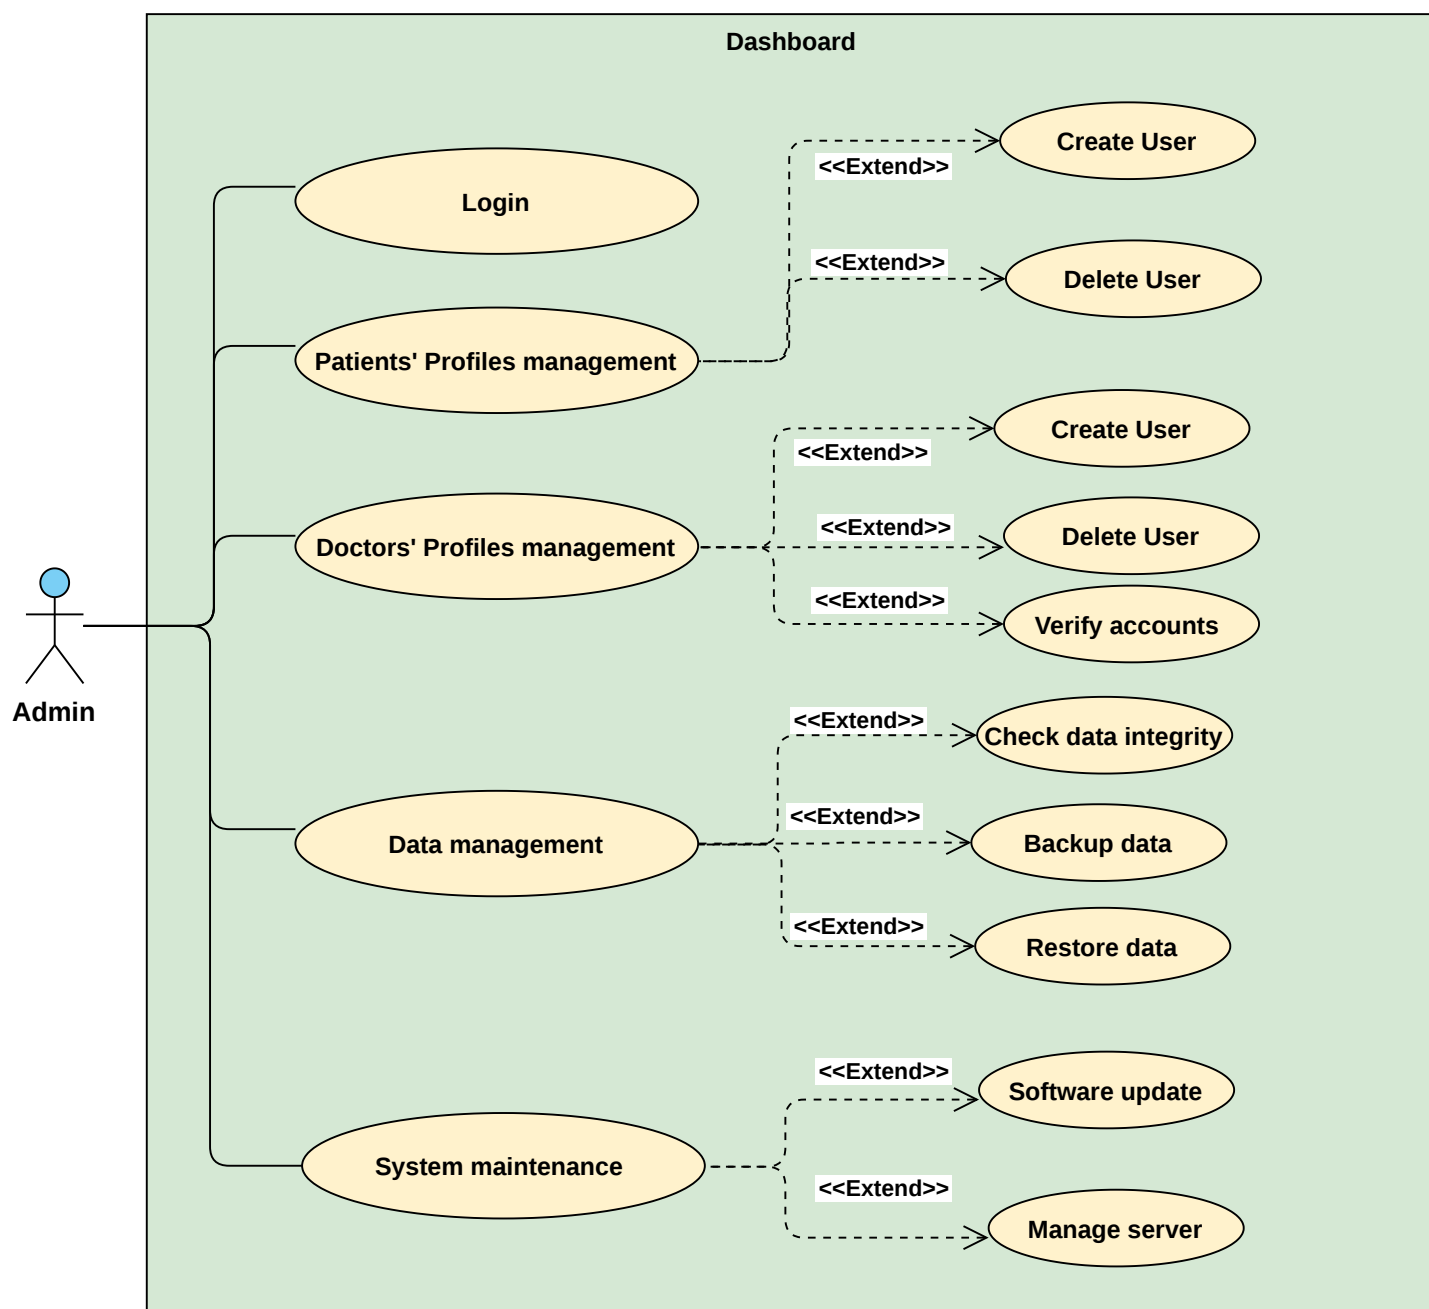 Dashboard
Create User
<<Extend>>
Login
<<Extend>>
Delete User
Patients' Profiles management
Create User
<<Extend>>
<<Extend>>
Delete User
Doctors' Profiles management
<<Extend>>
Verify accounts
Admin
<<Extend>>
Check data integrity
<<Extend>>
Data management
Backup data
<<Extend>>
Restore data
<<Extend>>
Software update
System maintenance
<<Extend>>
Manage server